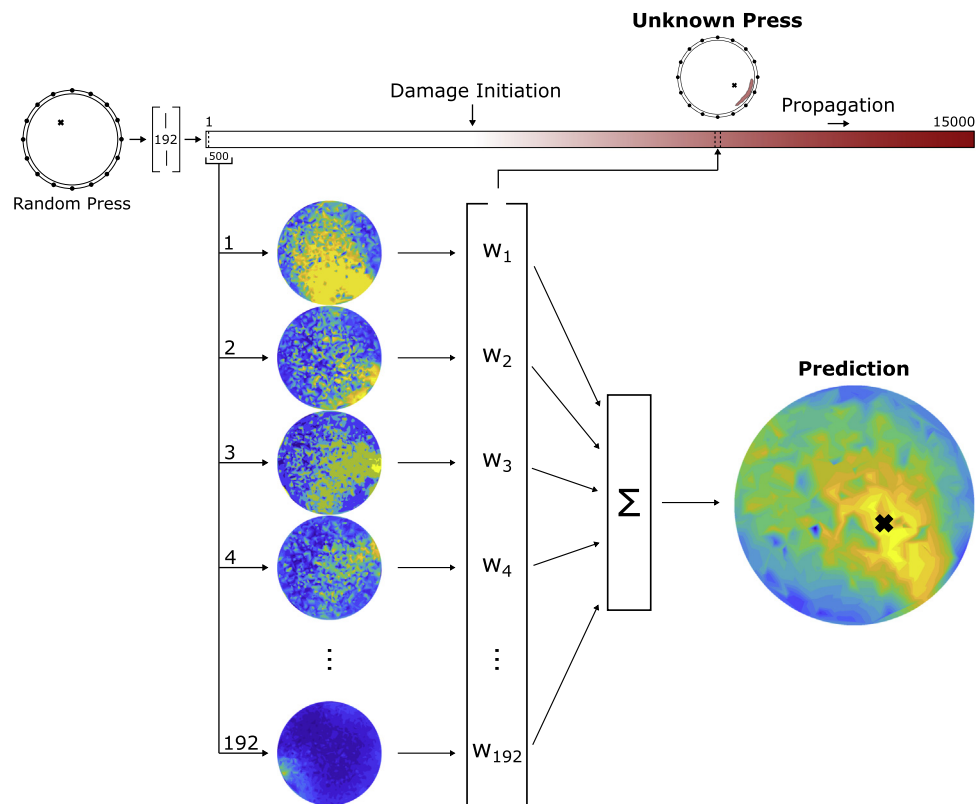 Unknown Press
Damage Initiation
Propagation
1
15000
192
500
Random Press
1
w1
2
w2
Prediction
3
w3
Σ
4
w4
⋮
⋮
192
w192